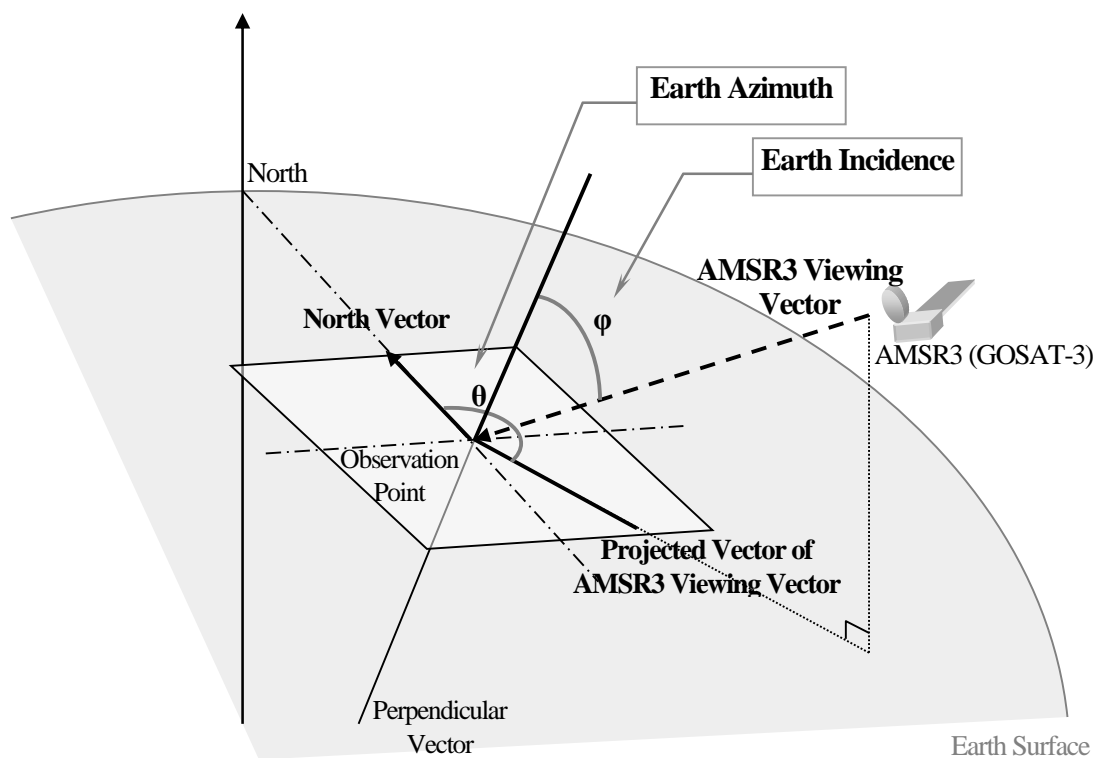 Earth Azimuth
Earth Incidence
North
AMSR3 Viewing
Vector
North Vector
φ
AMSR3 (GOSAT-3)
θ
Observation
Point
Projected Vector of
AMSR3 Viewing Vector
Perpendicular
Vector
Earth Surface